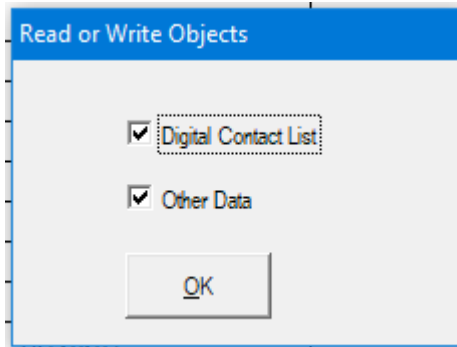 Read or Write Objects
Digital Contact List
Other Data
OK